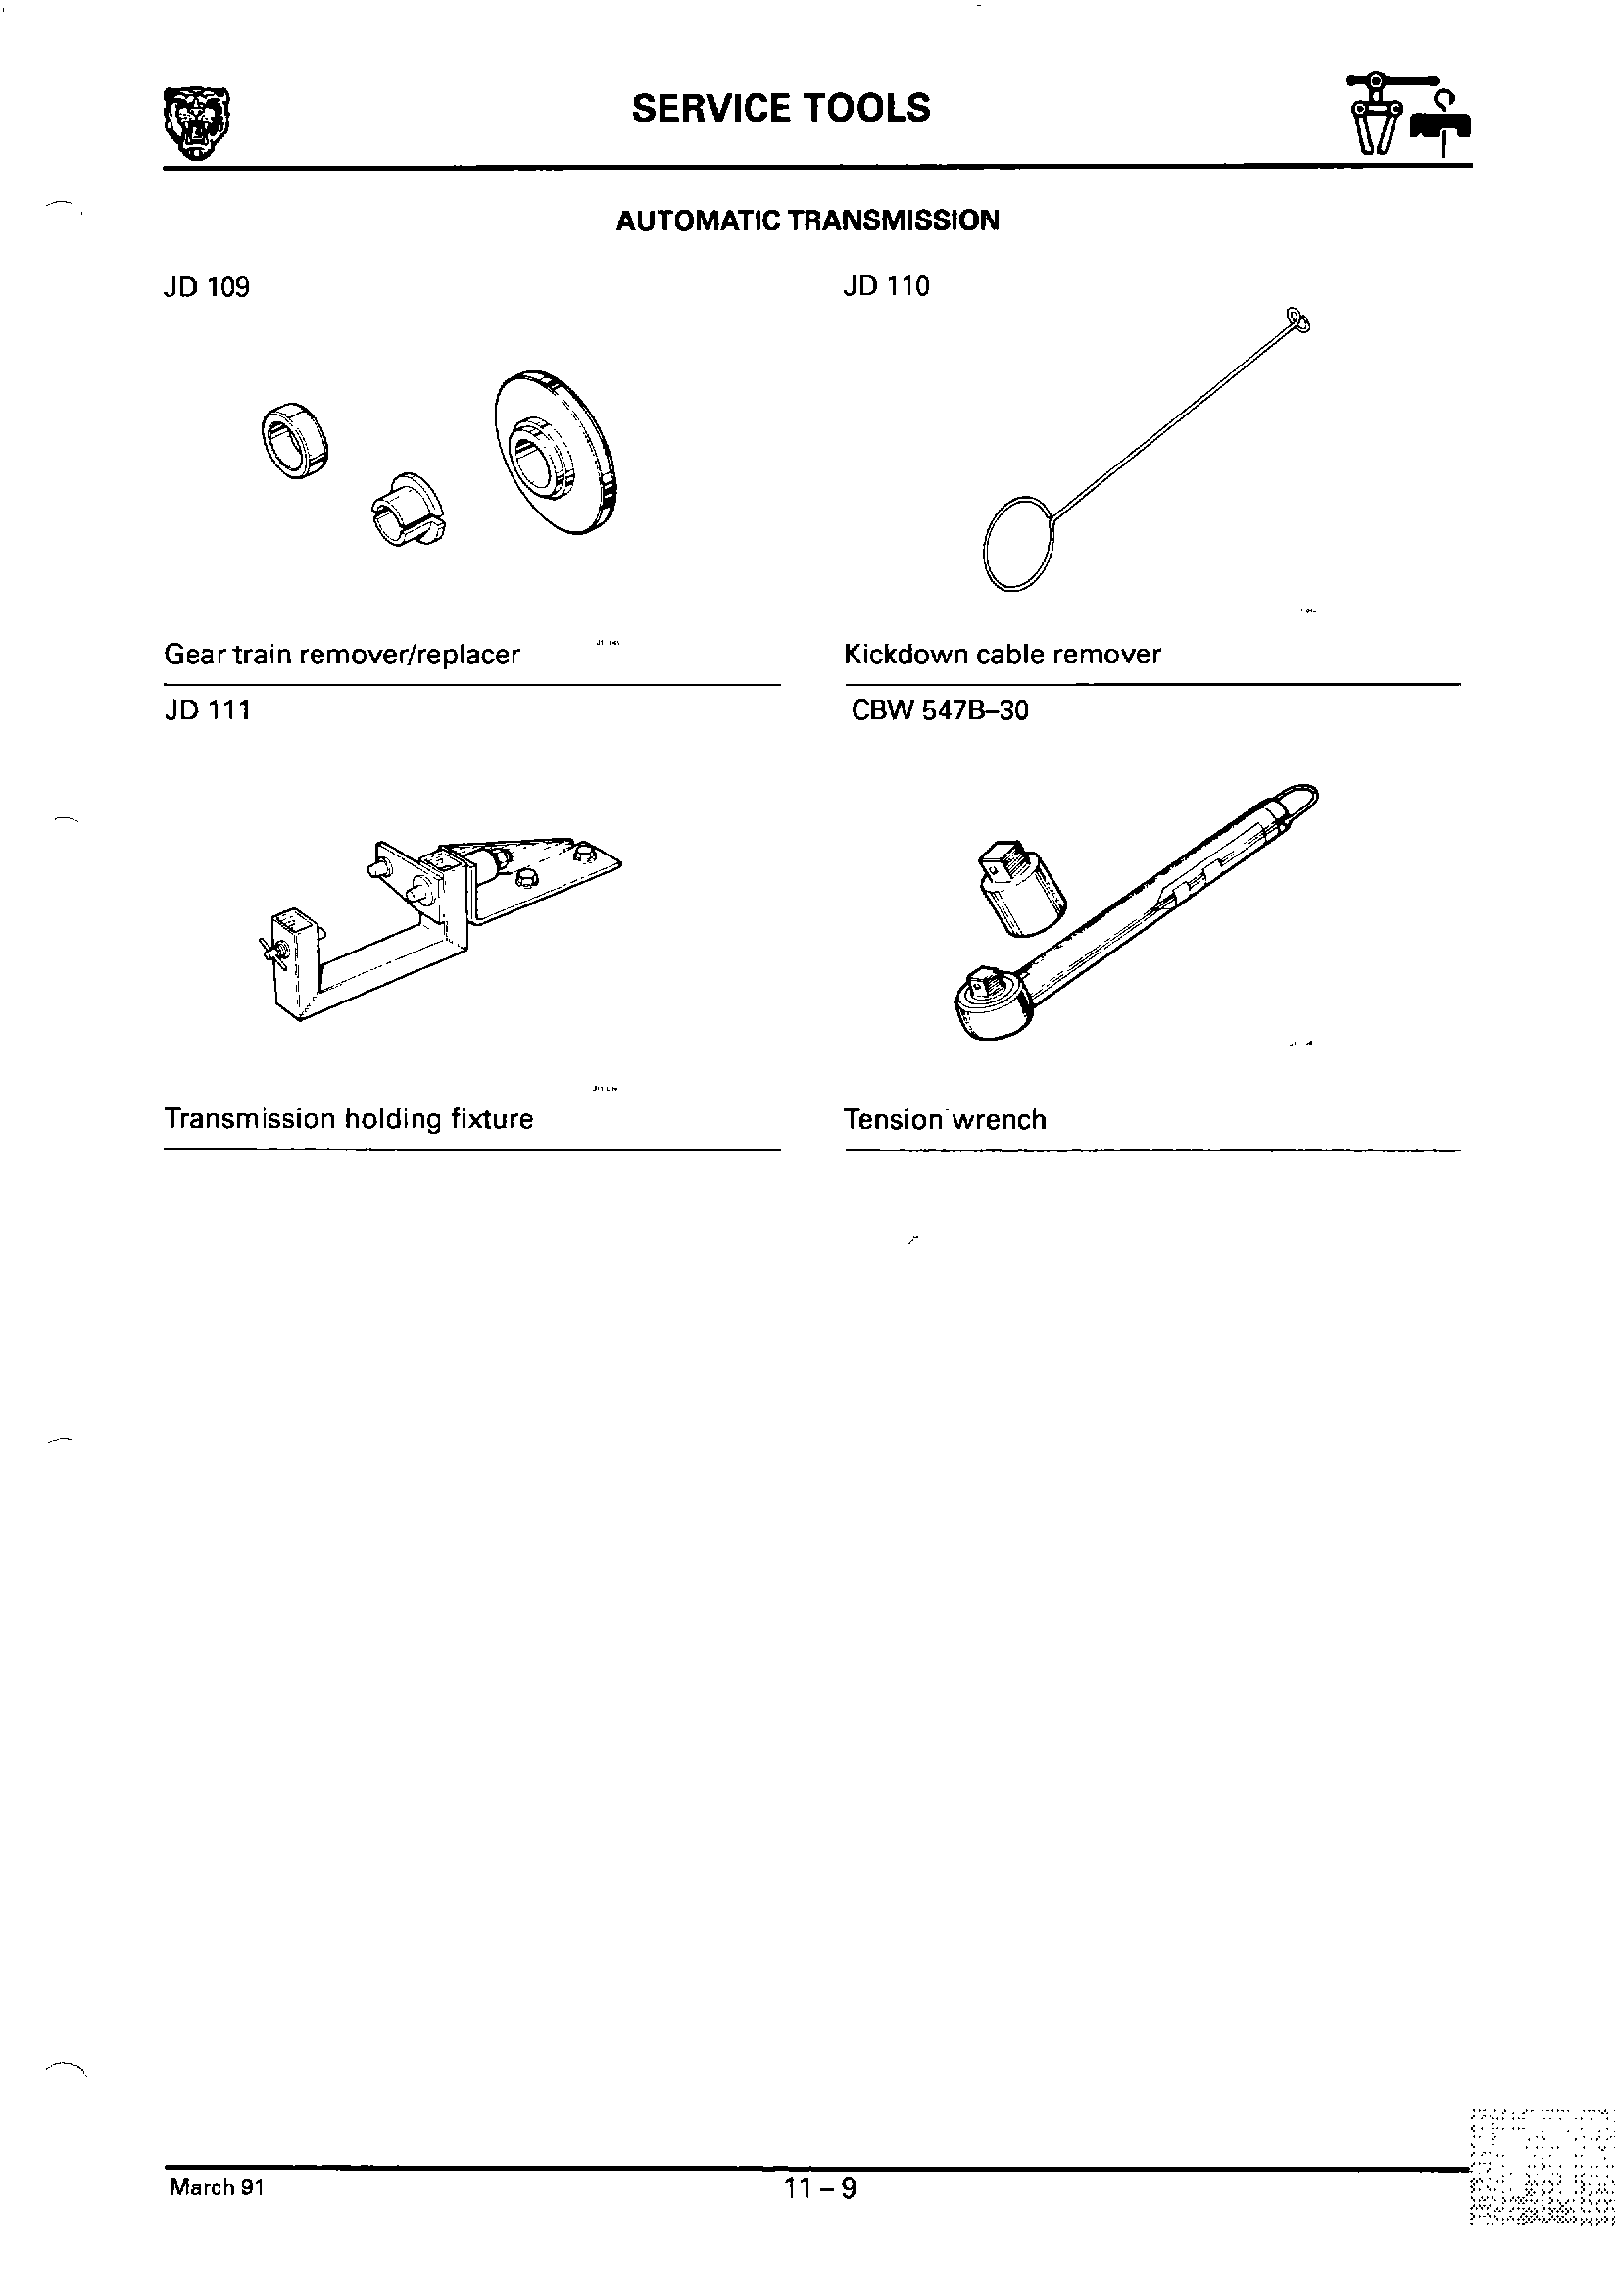 SERVICE TOOLS
AUTOMATIC TRANSMISSION
JD 109
JD 110
Gear train remover/replacer
Kickdown cable remover
JD 111
CBW 547B–30
Transmission holding fixture
Tension wrench
March 91
11 – 9